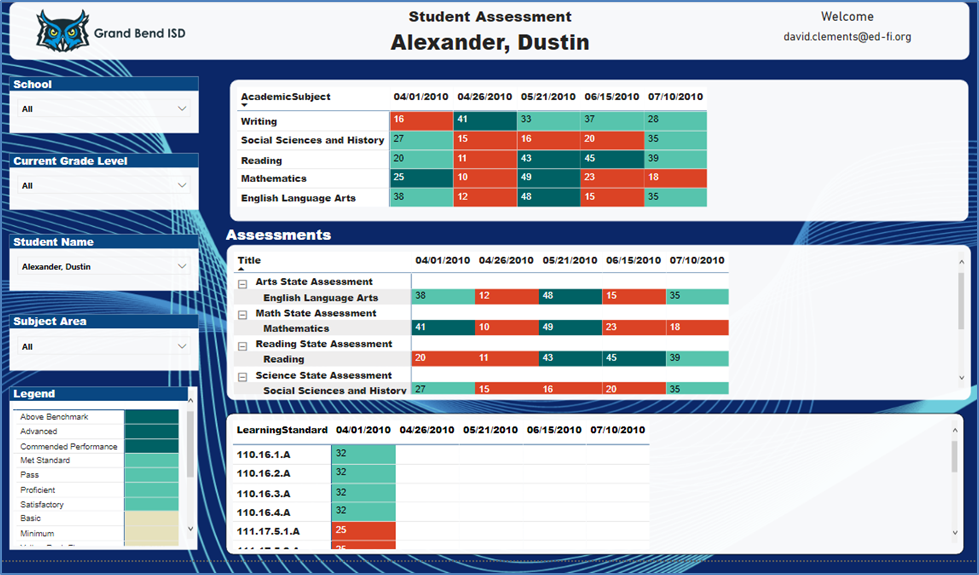 Grand Bend ISD
Student Assessment
Alexander, Dustin
Welcome
david.clements@ed-fi.org
School
All
Current Grade Level
All
Student Name
Alexander, Dustin
Subject Area
All
Legend
Above Benchmark
Advanced
Commended Performance
Met Standard
Pass
Proficient
Satisfactory
Basic
Minimum
AcademicSubject 04/01/2010 04/26/2010 05/21/2010 06/15/2010 07/10/2010
Writing 16 41 33 37 28
Social Sciences and History 27 15 16 20 35
Reading 20 11 43 45 39
Mathematics 25 10 49 23 18
English Language Arts 38 12 48 15 35
Assessments
Title 04/01/2010 04/26/2010 05/21/2010 06/15/2010 07/10/2010
Arts State Assessment
English Language Arts 38 12 48 15 35
Math State Assessment
Mathematics 41 10 49 23 18
Reading State Assessment
Reading 20 11 43 45 39
Science State Assessment
Social Sciences and History 27 15 16 20 35
LearningStandard 04/01/2010 04/26/2010 05/21/2010 06/15/2010 07/10/2010
110.16.1.A 32
110.16.2.A 32
110.16.3.A 32
110.16.4.A 32
111.17.5.1.A 25